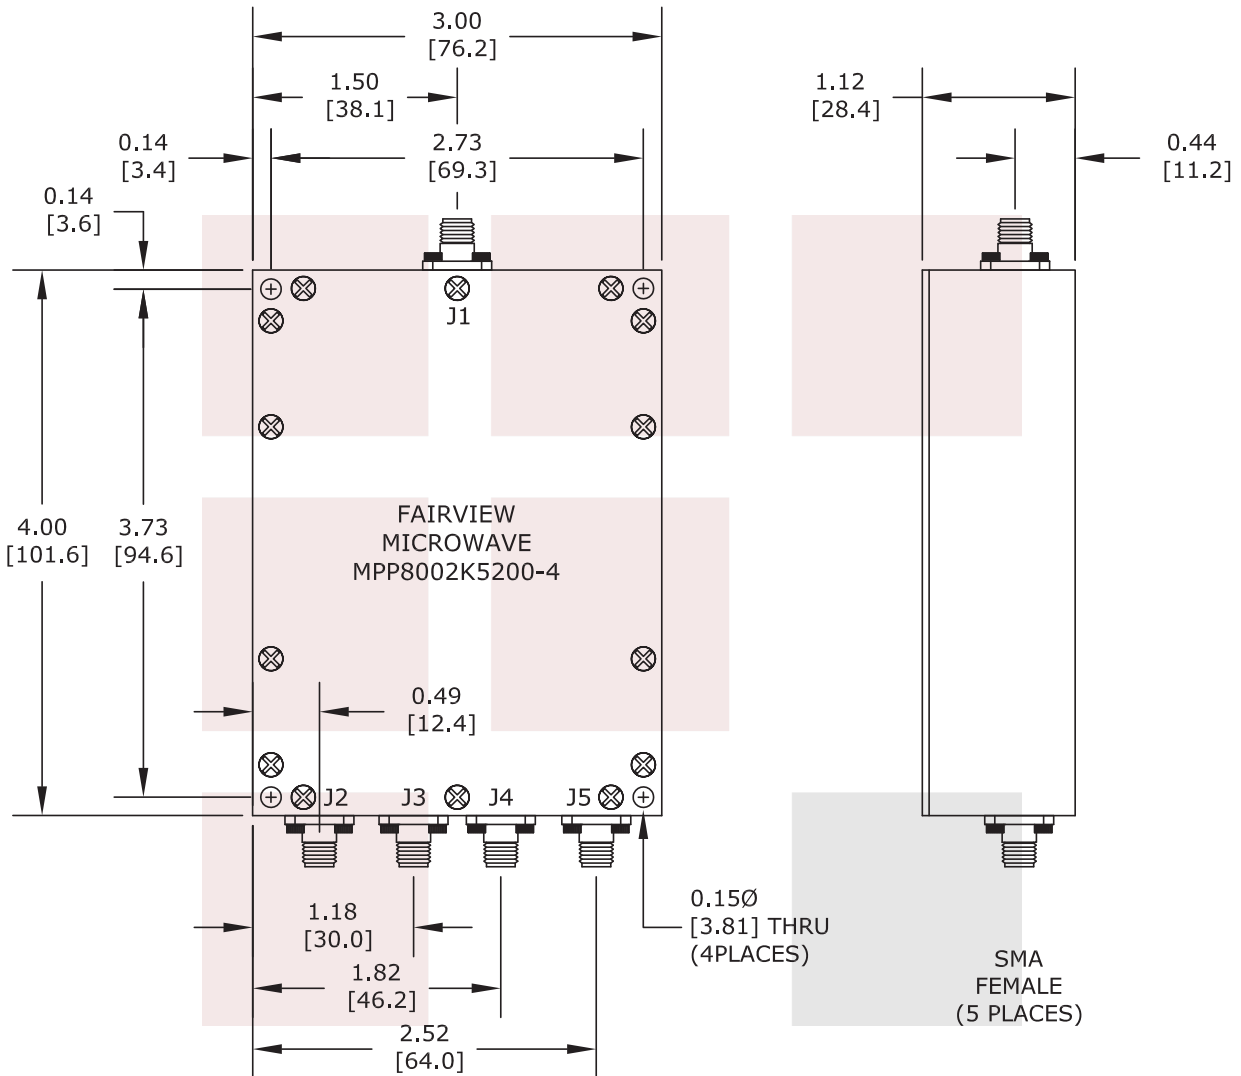 3.00
[76.2]
1.50
[38.1]
1.12
[28.4]
0.14
[3.4]
2.73
[69.3]
0.44
[11.2]
0.14
[3.6]
J1
4.00
[101.6]
3.73
[94.6]
FAIRVIEW
MICROWAVE
MPP8002K5200-4
0.49
[12.4]
J2 J3 J4 J5
0.15Ø
[3.81] THRU
(4PLACES)
1.18
[30.0]
1.82
[46.2]
2.52
[64.0]
SMA
FEMALE
(5 PLACES)